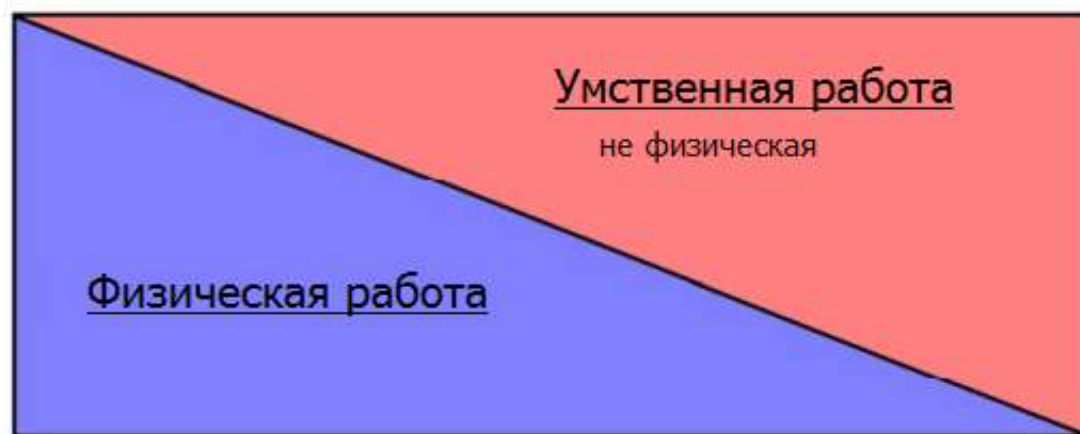 Умственная работа
не физическая
Физическая работа